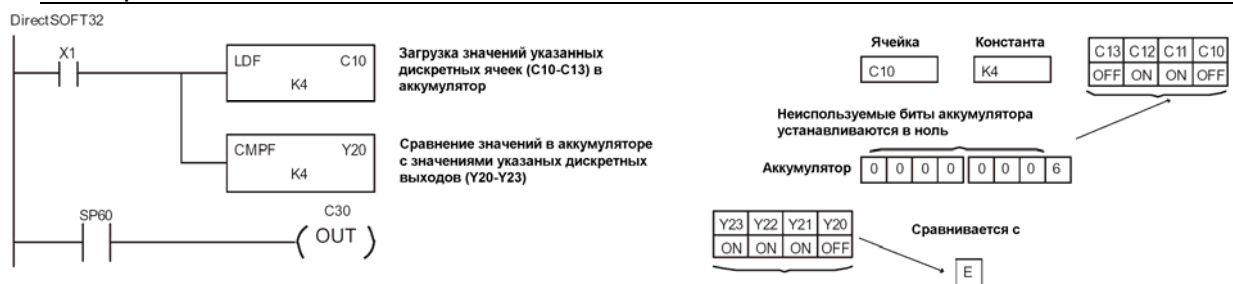 DirectSOFT32
X1
LDF C10
K4
Загрузка значений указанных
дискретных ячеек (C10-C13) в
аккумулятор
CMPF Y20
K4
Сравнение значений в аккумуляторе
с значениями указаных дискретных
выходов (Y20-Y23)
SP60
C30
OUT
Ячейка Константа
C10 K4
C13 C12 C11 C10
OFF ON ON OFF
Неиспользуемые биты аккумулятора
устанавливаются в ноль
Аккумулятор 0 0 0 0 0 0 0 6
Y23 Y22 Y21 Y20
ON ON ON OFF
Сравнивается с
E